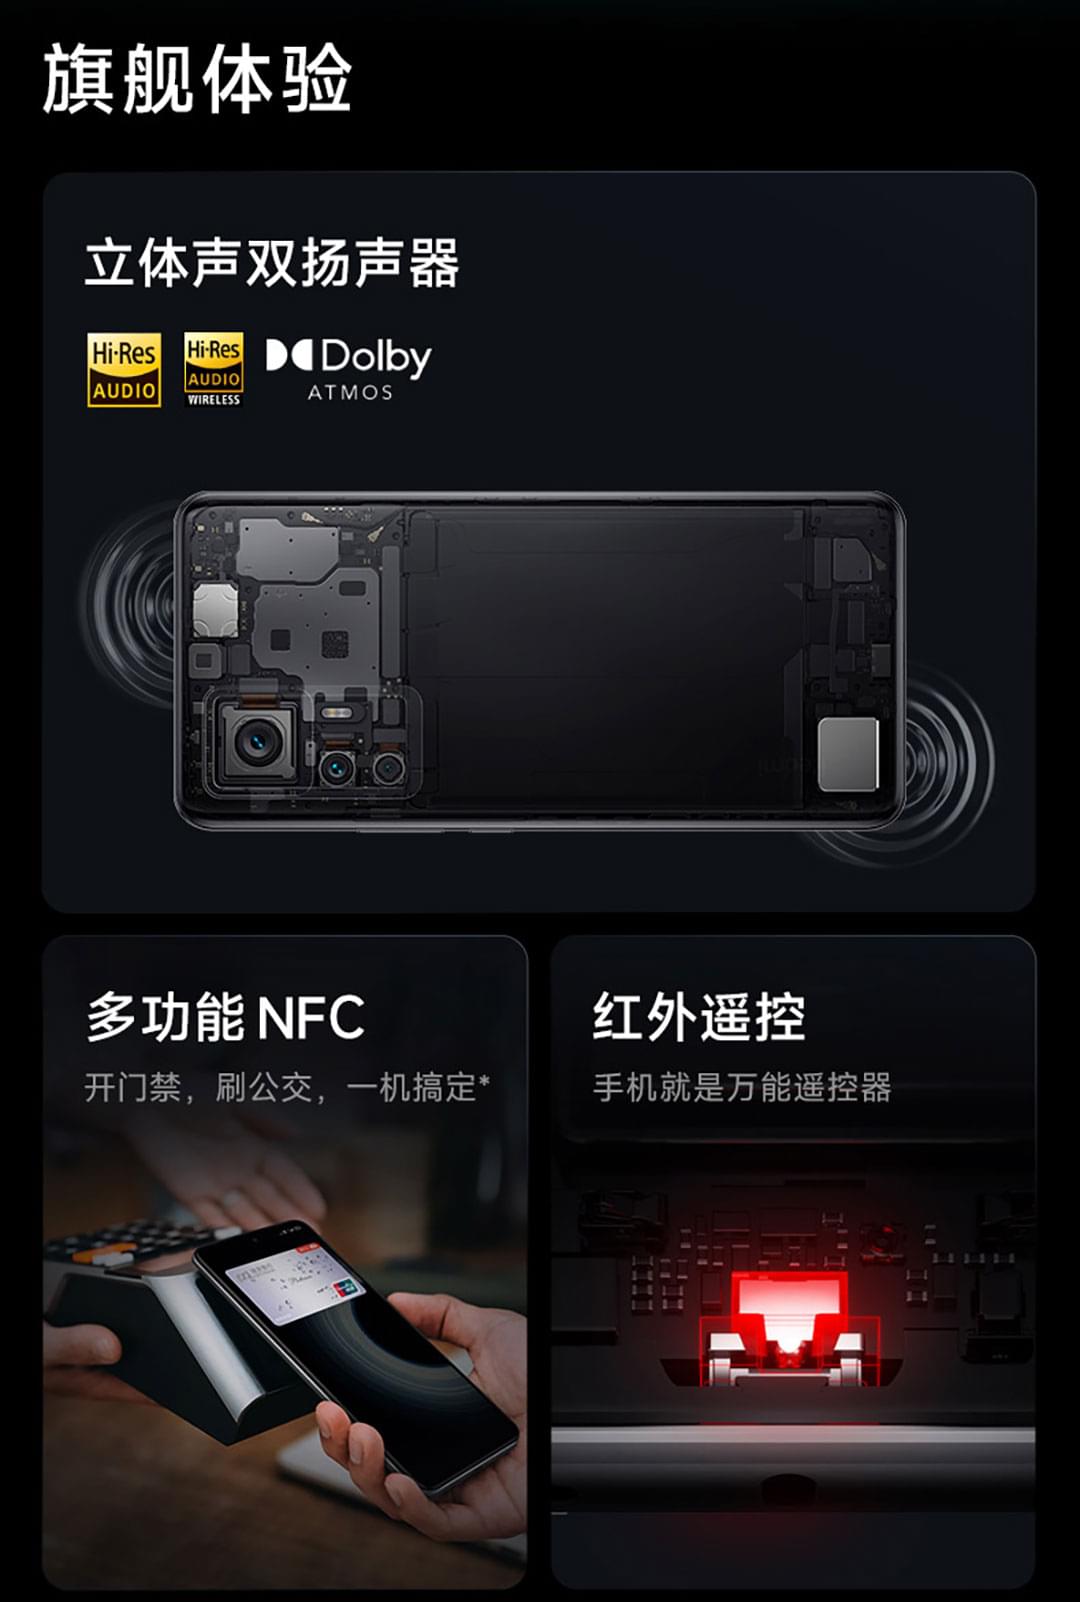 旗舰体验
立体声双扬声器
Hi-Res AUDIO
Hi-Res AUDIO WIRELESS
Dolby ATMOS
多功能 NFC
开门禁，刷公交，一机搞定*
红外遥控
手机就是万能遥控器